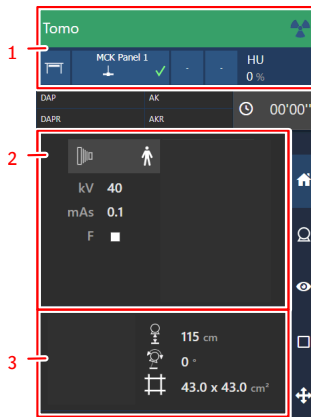 Tomo
1
MCK Panel 1
- -
HU
0 %
DAP AK
00'00"
DAPR AKR
2
kV 40
mAs 0.1
F
115 cm
3
0 °
43.0 x 43.0 cm²